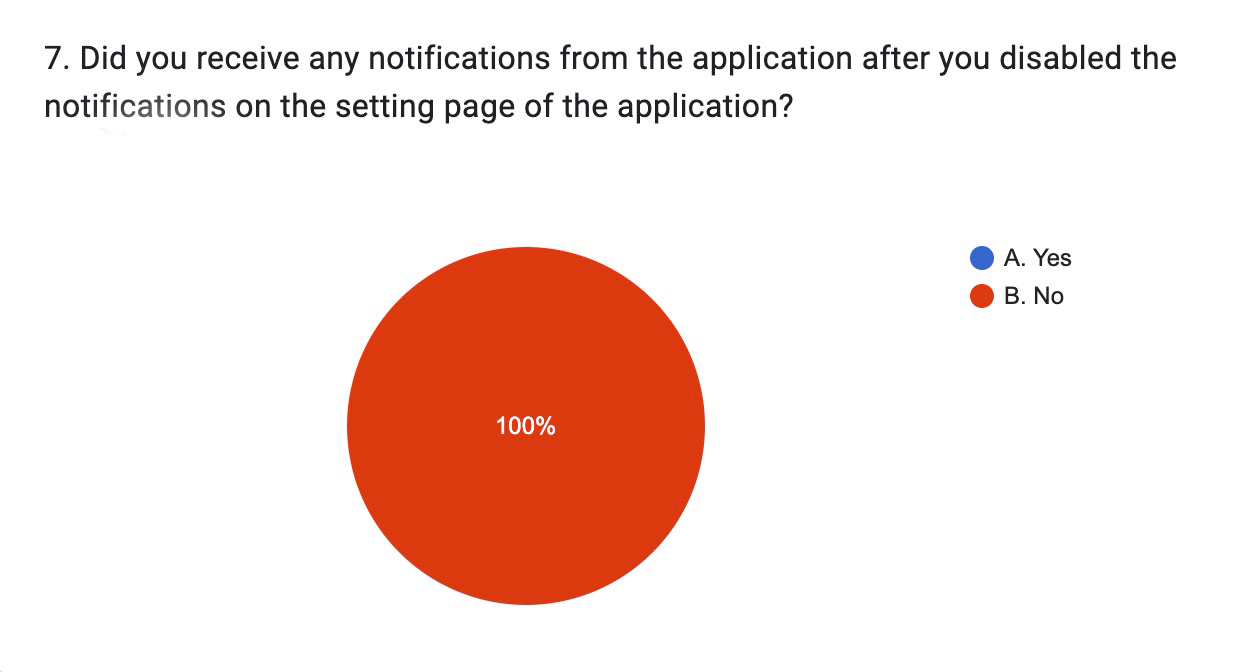 7. Did you receive any notifications from the application after you disabled the
notifications on the setting page of the application?
A. Yes
B. No
100%